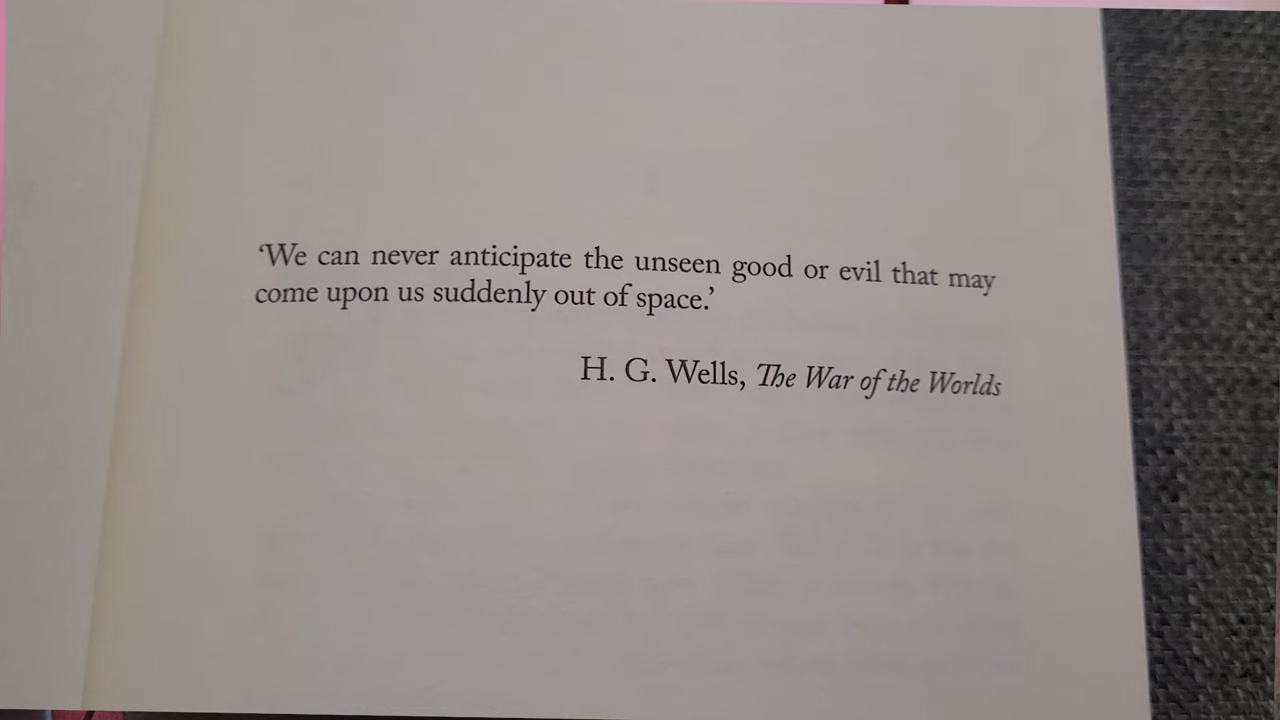 ‘We can never anticipate the unseen good or evil that may
come upon us suddenly out of space.’
H. G. Wells, The War of the Worlds